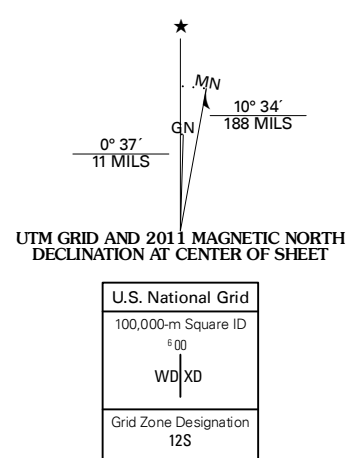 ★
MN
GN
10° 34´
188 MILS
0° 37´
11 MILS
UTM GRID AND 2011 MAGNETIC NORTH
DECLINATION AT CENTER OF SHEET
U.S. National Grid
100,000-m Square ID
⁶00
WD XD
Grid Zone Designation
12S